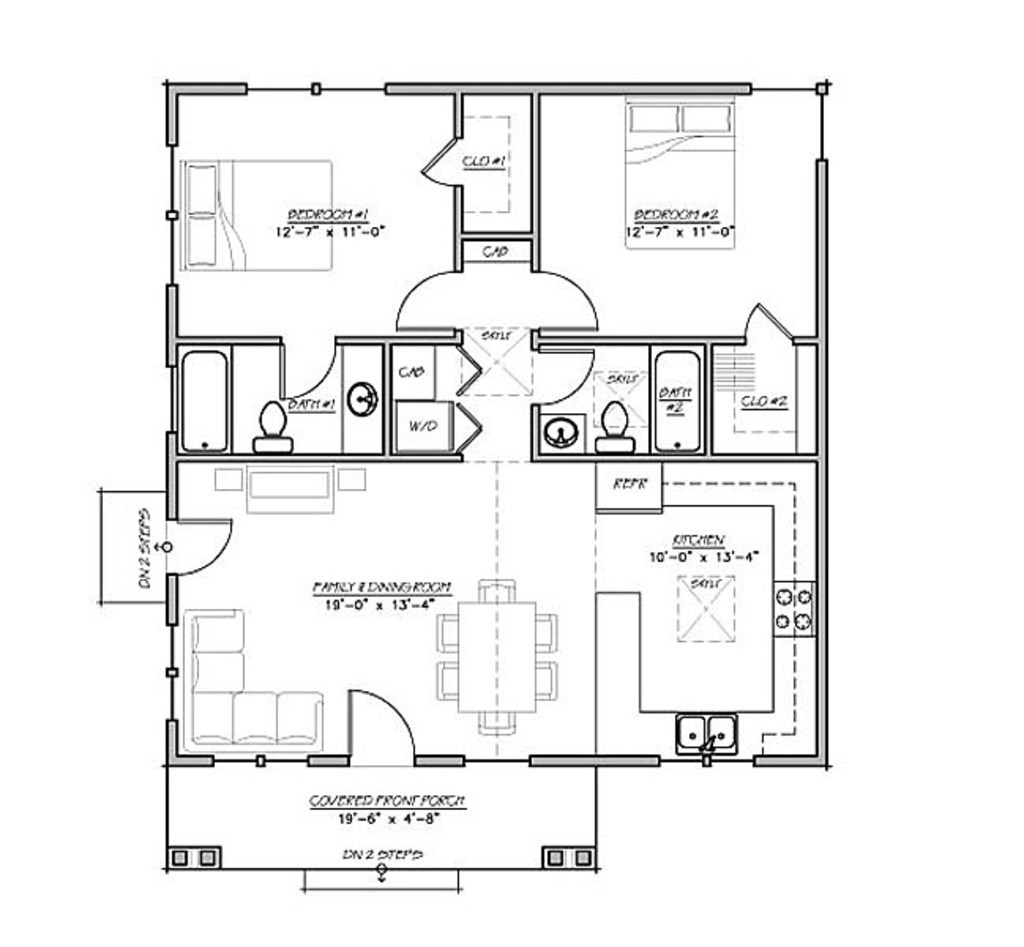 CLO #1
BEDROOM #1
12'-7" x 11'-0"
BEDROOM #2
12'-7" x 11'-0"
CAB
SKYLT
CAB
SKYLT
BATH
#2
CLO #2
BATH #1
W/D
REFR
DN 2 STEPS
KITCHEN
10'-0" x 13'-4"
SKYLT
FAMILY & DINING ROOM
19'-0" x 13'-4"
COVERED FRONT PORCH
19'-6" x 4'-8"
DN 2 STEPS